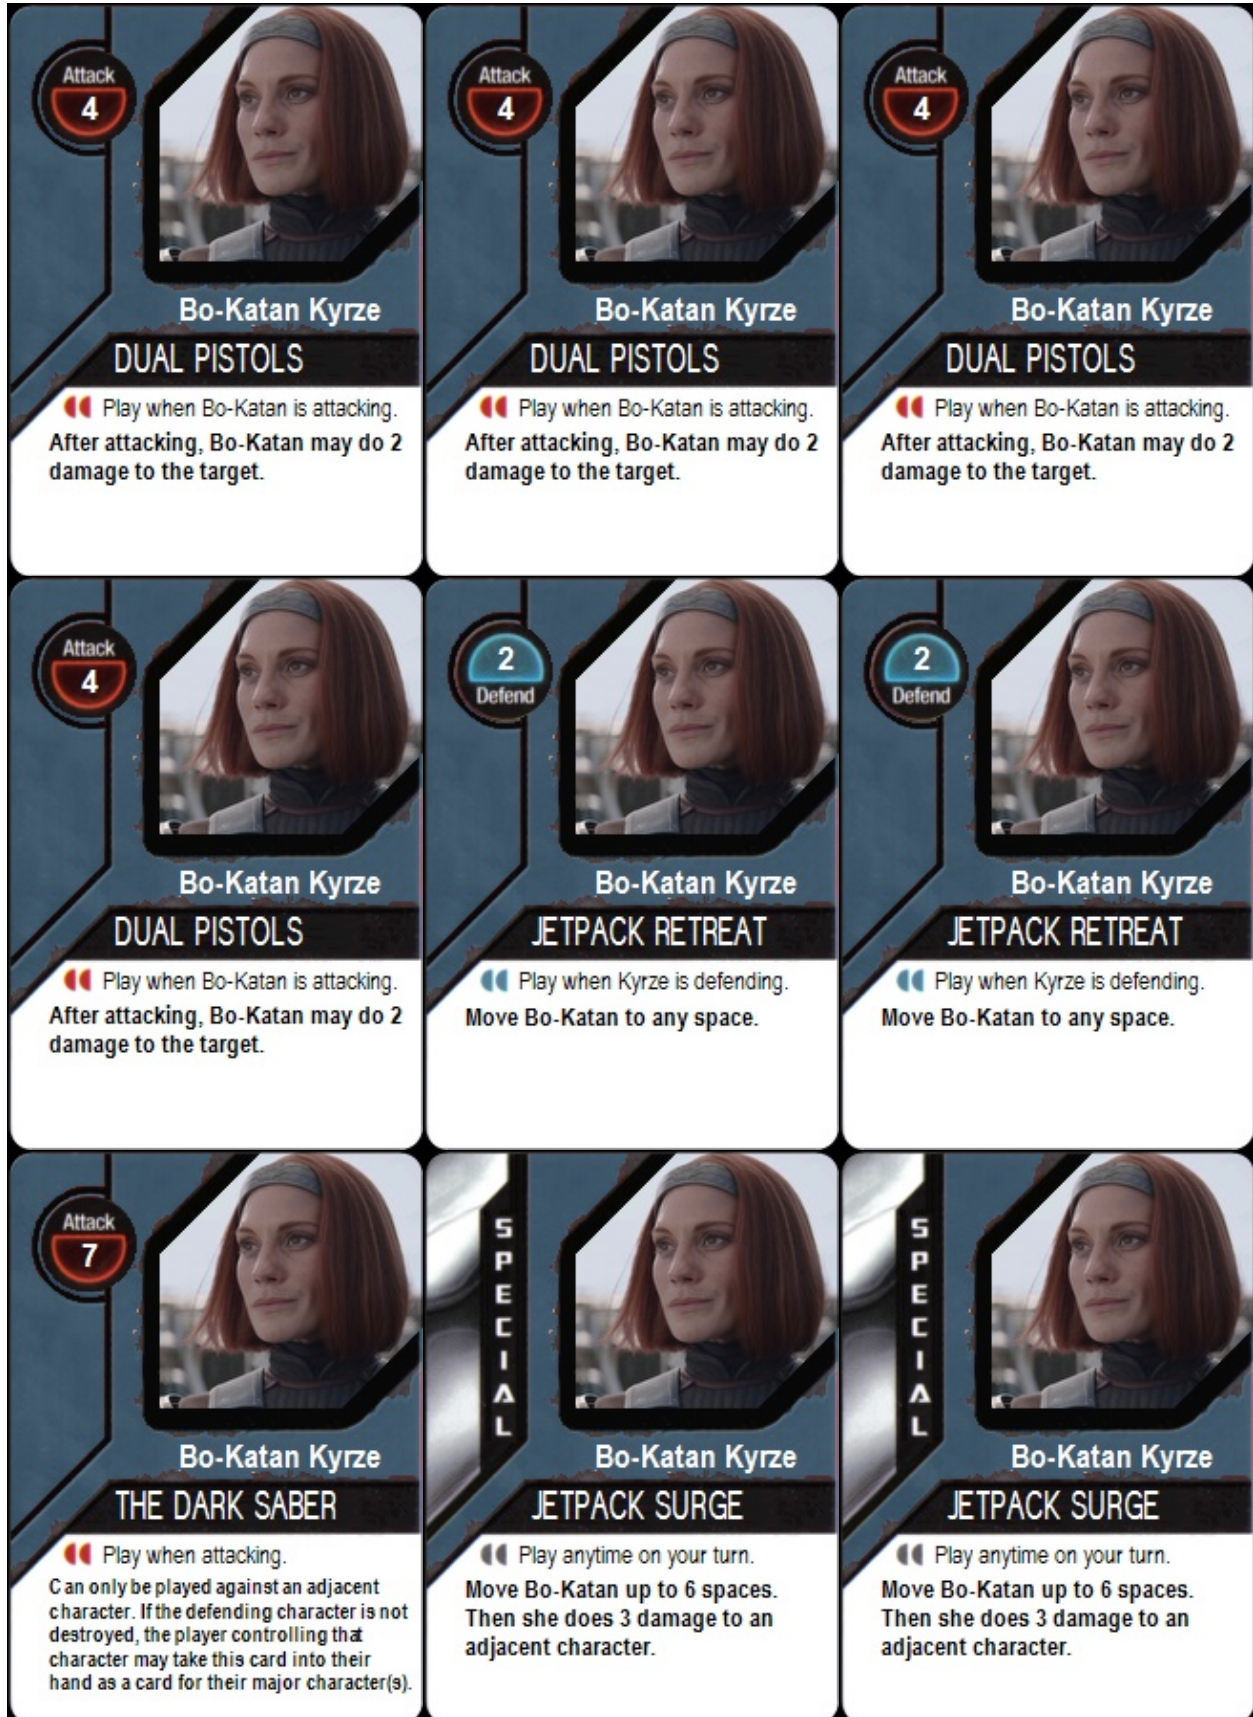 Attack
4
Bo-Katan Kyrze
DUAL PISTOLS
Play when Bo-Katan is attacking.
After attacking, Bo-Katan may do 2
damage to the target.
Attack
4
Bo-Katan Kyrze
DUAL PISTOLS
Play when Bo-Katan is attacking.
After attacking, Bo-Katan may do 2
damage to the target.
Attack
4
Bo-Katan Kyrze
DUAL PISTOLS
Play when Bo-Katan is attacking.
After attacking, Bo-Katan may do 2
damage to the target.
Attack
4
Bo-Katan Kyrze
DUAL PISTOLS
Play when Bo-Katan is attacking.
After attacking, Bo-Katan may do 2
damage to the target.
2
Defend
Bo-Katan Kyrze
JETPACK RETREAT
Play when Kyrze is defending.
Move Bo-Katan to any space.
2
Defend
Bo-Katan Kyrze
JETPACK RETREAT
Play when Kyrze is defending.
Move Bo-Katan to any space.
Attack
7
Bo-Katan Kyrze
THE DARK SABER
Play when attacking.
Can only be played against an adjacent
character. If the defending character is not
destroyed, the player controlling that
character may take this card into their
hand as a card for their major character(s).
SPECIAL
Bo-Katan Kyrze
JETPACK SURGE
Play anytime on your turn.
Move Bo-Katan up to 6 spaces.
Then she does 3 damage to an
adjacent character.
SPECIAL
Bo-Katan Kyrze
JETPACK SURGE
Play anytime on your turn.
Move Bo-Katan up to 6 spaces.
Then she does 3 damage to an
adjacent character.